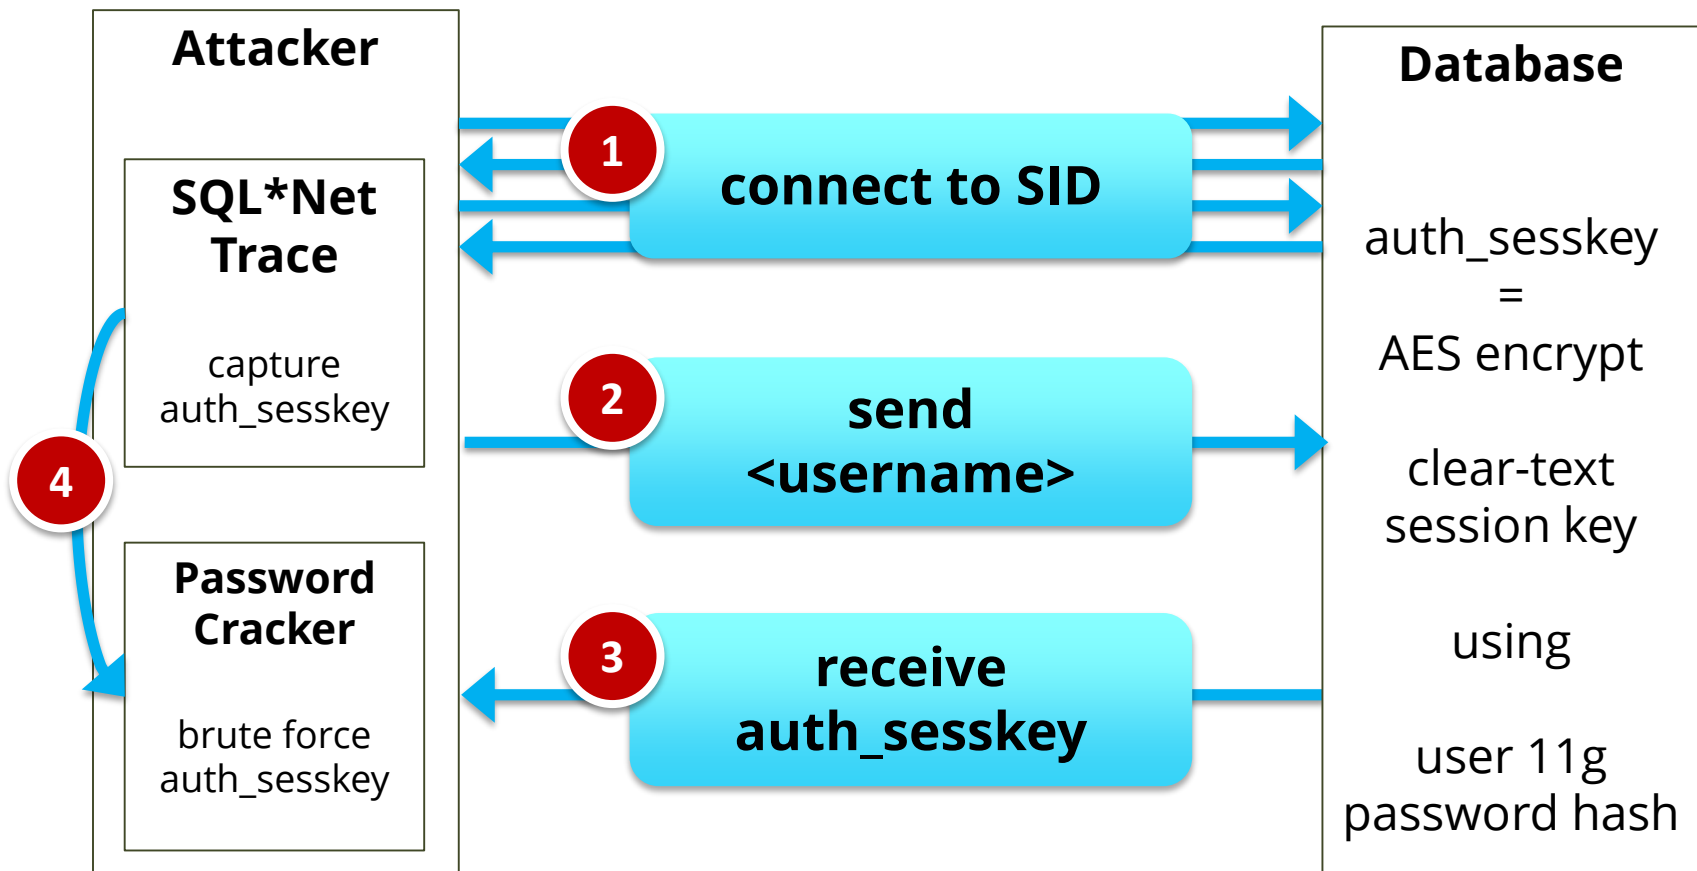 Attacker
SQL*Net
Trace
capture
auth_sesskey
4
Password
Cracker
brute force
auth_sesskey
1
connect to SID
2
send
<username>
3
receive
auth_sesskey
Database
auth_sesskey
=
AES encrypt
clear-text
session key
using
user 11g
password hash